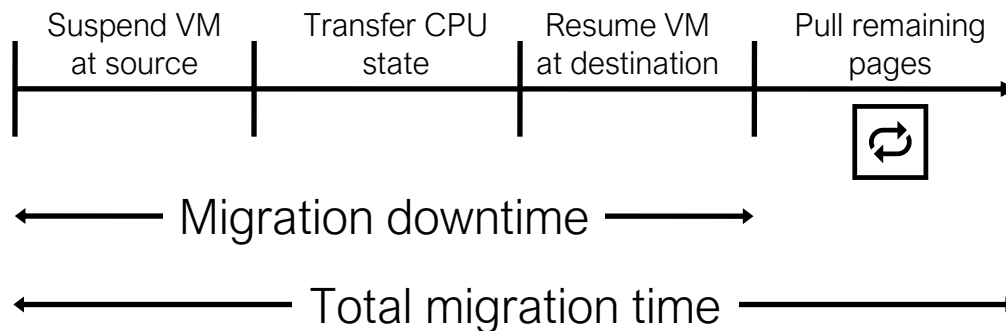 Suspend VM
at source
Transfer CPU
state
Resume VM
at destination
Pull remaining
pages
Migration downtime
Total migration time